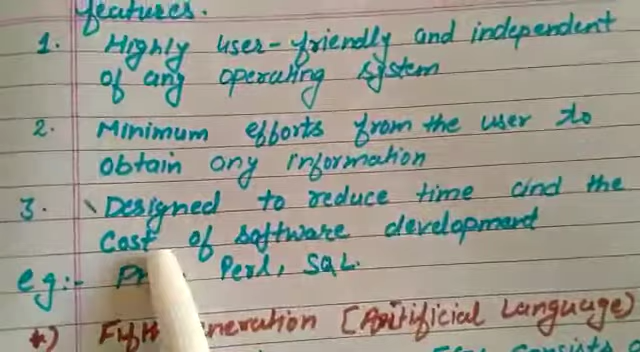 features.
1. Highly user-friendly and independent
of any operating system
2. Minimum efforts from the user to
obtain any information
3. Designed to reduce time and the
Cost of software development
eg:- Perl, SQL.
*) Generation [Artificial Language)
consists